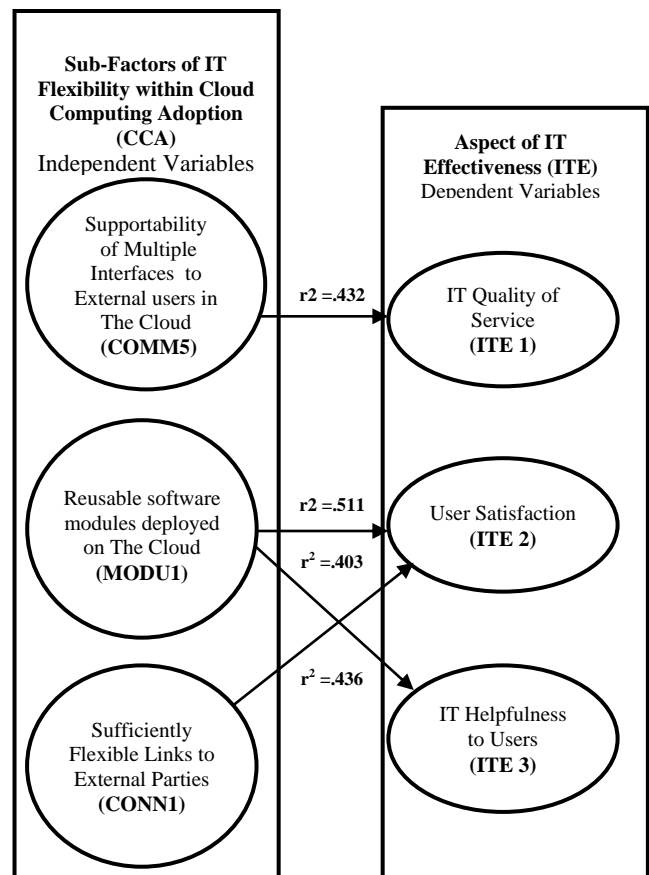 Sub-Factors of IT
Flexibility within Cloud
Computing Adoption
(CCA)
Independent Variables
Supportability
of Multiple
Interfaces to
External users in
The Cloud
(COMM5)
Reusable software
modules deployed
on The Cloud
(MODU1)
Sufficiently
Flexible Links to
External Parties
(CONN1)
r2 =.432
r2 =.511
r² =.403
r² =.436
Aspect of IT
Effectiveness (ITE)
Dependent Variables
IT Quality of
Service
(ITE 1)
User Satisfaction
(ITE 2)
IT Helpfulness
to Users
(ITE 3)